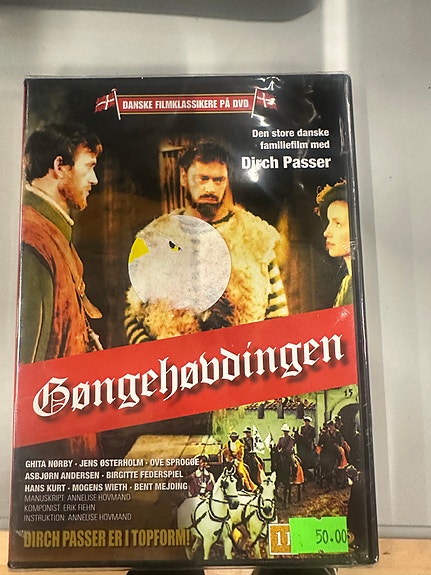 DANSKE FILMKLASSIKERE PÅ DVD
Den store danske
familiefilm med
Dirch Passer
Gøngehøvdingen
GHITA NØRBY · JENS ØSTERHOLM · OVE SPROGØE
ASBJØRN ANDERSEN · BIRGITTE FEDERSPIEL
HANS KURT · MOGENS WIETH · BENT MEJDING
MANUSKRIPT: ANNELISE HOVMAND
KOMPONIST: ERIK FIEHN
INSTRUKTION: ANNELISE HOVMAND
DIRCH PASSER ER I TOPFORM!
50.00